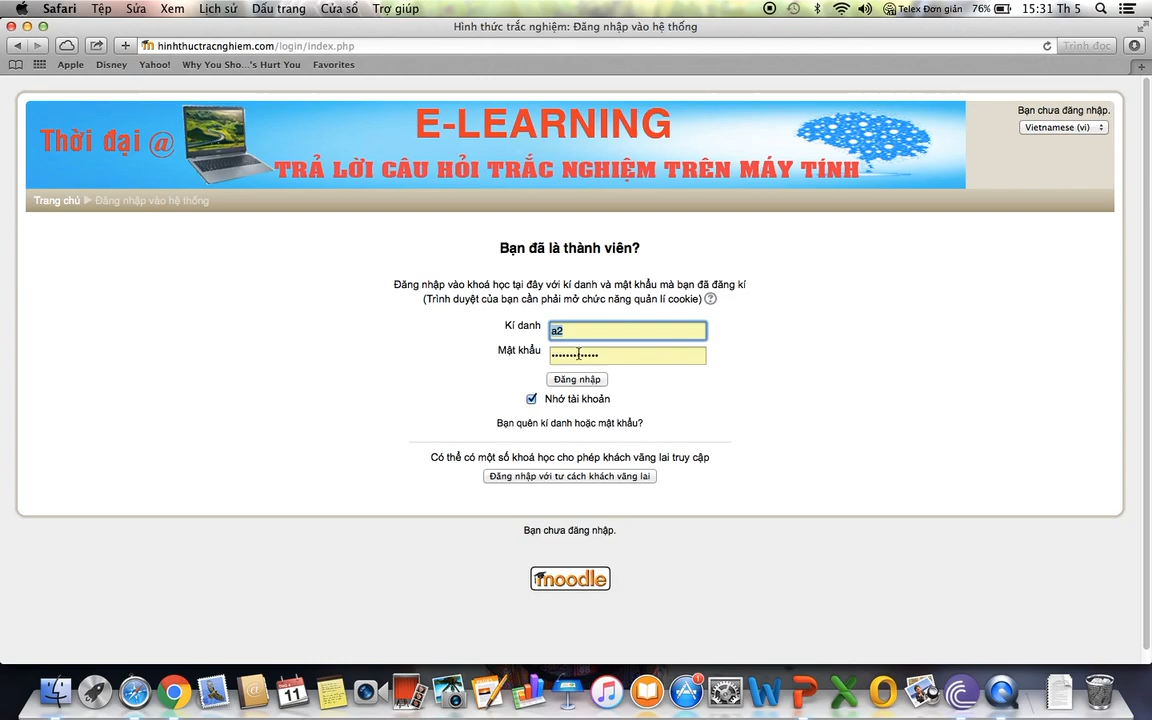 Safari Tệp Sửa Xem Lịch sử Dấu trang Cửa sổ Trợ giúp Telex Đơn giản 76% 15:31 Th 5
Hình thức trắc nghiệm: Đăng nhập vào hệ thống
hinhthuctracnghiem.com/login/index.php Trình đọc
Apple Disney Yahoo! Why You Sho...'s Hurt You Favorites
Thời đại @
E-LEARNING
TRẢ LỜI CÂU HỎI TRẮC NGHIỆM TRÊN MÁY TÍNH
Bạn chưa đăng nhập.
Vietnamese (vi)
Trang chủ ► Đăng nhập vào hệ thống
Bạn đã là thành viên?
Đăng nhập vào khoá học tại đây với kí danh và mật khẩu mà bạn đã đăng kí
(Trình duyệt của bạn cần phải mở chức năng quản lí cookie) ?
Kí danh a2
Mật khẩu •••••••••••••
Đăng nhập
Nhớ tài khoản
Bạn quên kí danh hoặc mật khẩu?
Có thể có một số khoá học cho phép khách vãng lai truy cập
Đăng nhập với tư cách khách vãng lai
Bạn chưa đăng nhập.
moodle
11
1